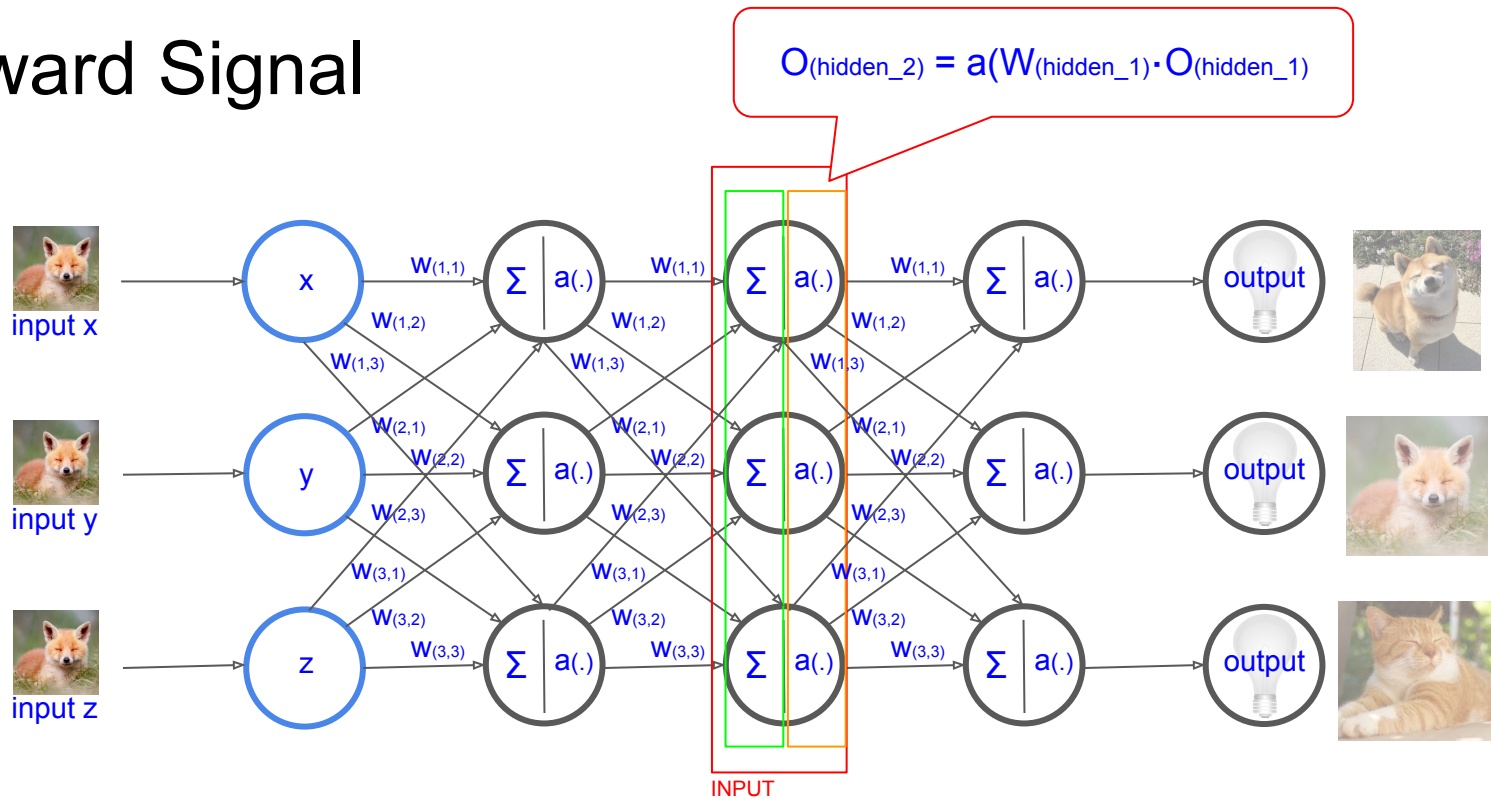 ward Signal
O(hidden_2) = a(W(hidden_1)·O(hidden_1)
x W(1,1) Σ a(.) W(1,1) Σ a(.) W(1,1) Σ a(.) output
input x
W(1,2) W(1,2) W(1,2)
W(1,3) W(1,3) W(1,3)
W(2,1) W(2,1) W(2,1)
W(2,2) W(2,2) W(2,2)
y Σ a(.) Σ a(.) Σ a(.) output
input y
W(2,3) W(2,3) W(2,3)
W(3,1) W(3,1) W(3,1)
W(3,2) W(3,2) W(3,2)
z W(3,3) Σ a(.) W(3,3) Σ a(.) W(3,3) Σ a(.) output
input z
INPUT